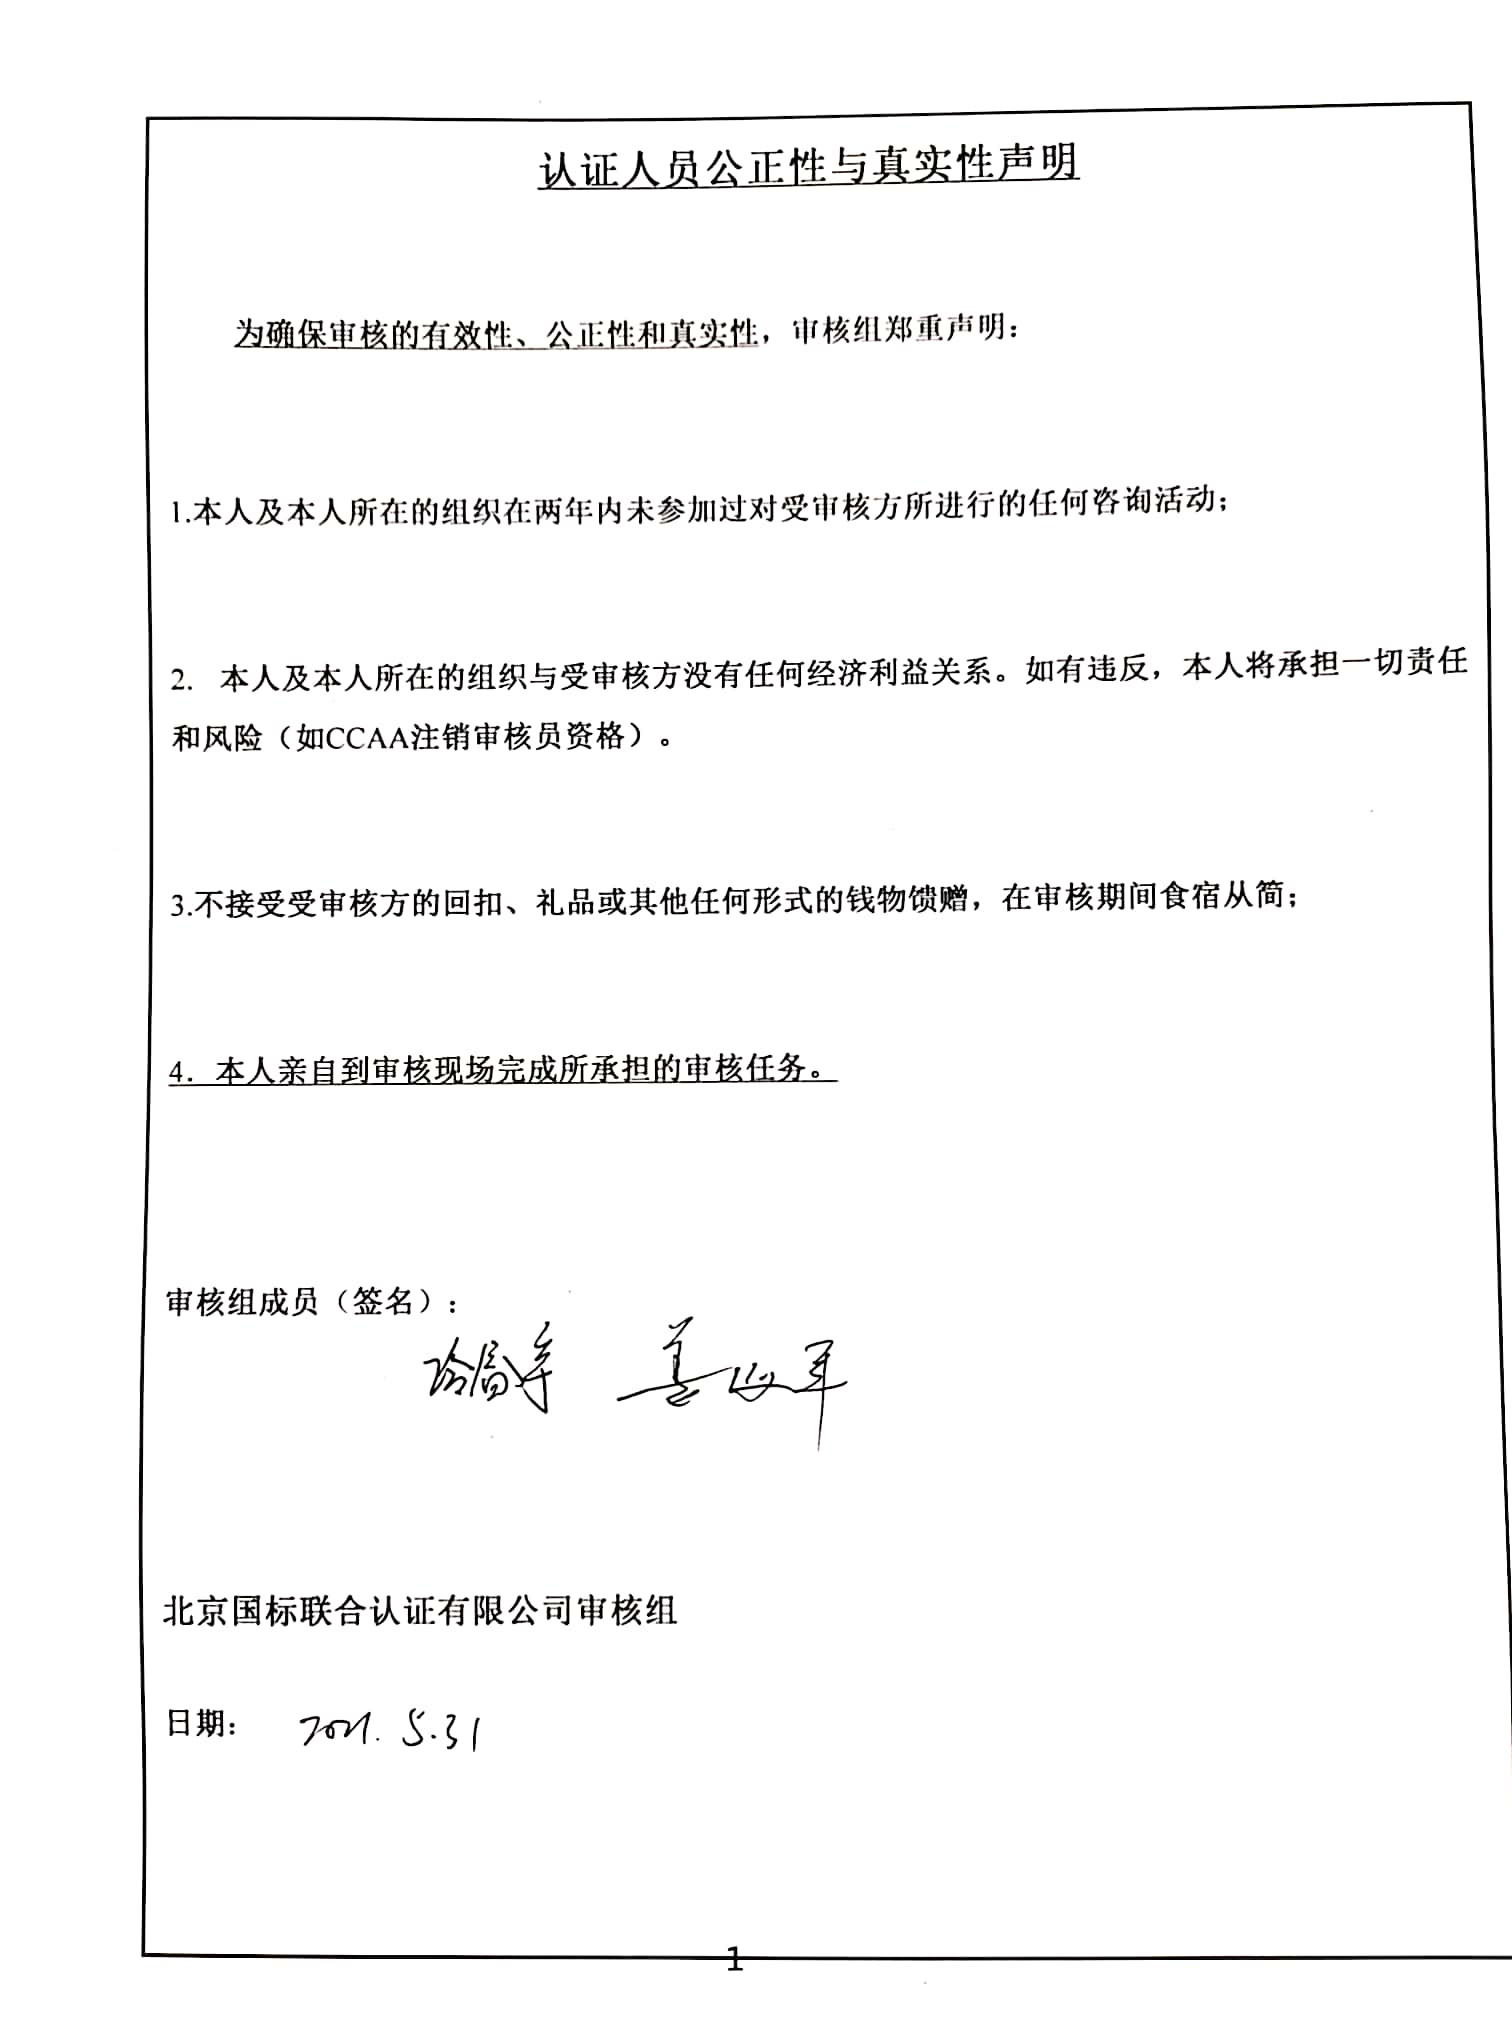 认证人员公正性与真实性声明
为确保审核的有效性、公正性和真实性，审核组郑重声明：
1.本人及本人所在的组织在两年内未参加过对受审核方所进行的任何咨询活动；
2. 本人及本人所在的组织与受审核方没有任何经济利益关系。如有违反，本人将承担一切责任
和风险（如CCAA注销审核员资格）。
3.不接受受审核方的回扣、礼品或其他任何形式的钱物馈赠，在审核期间食宿从简；
4. 本人亲自到审核现场完成所承担的审核任务。
审核组成员（签名）：
北京国标联合认证有限公司审核组
日期： 2021. 5.31
1